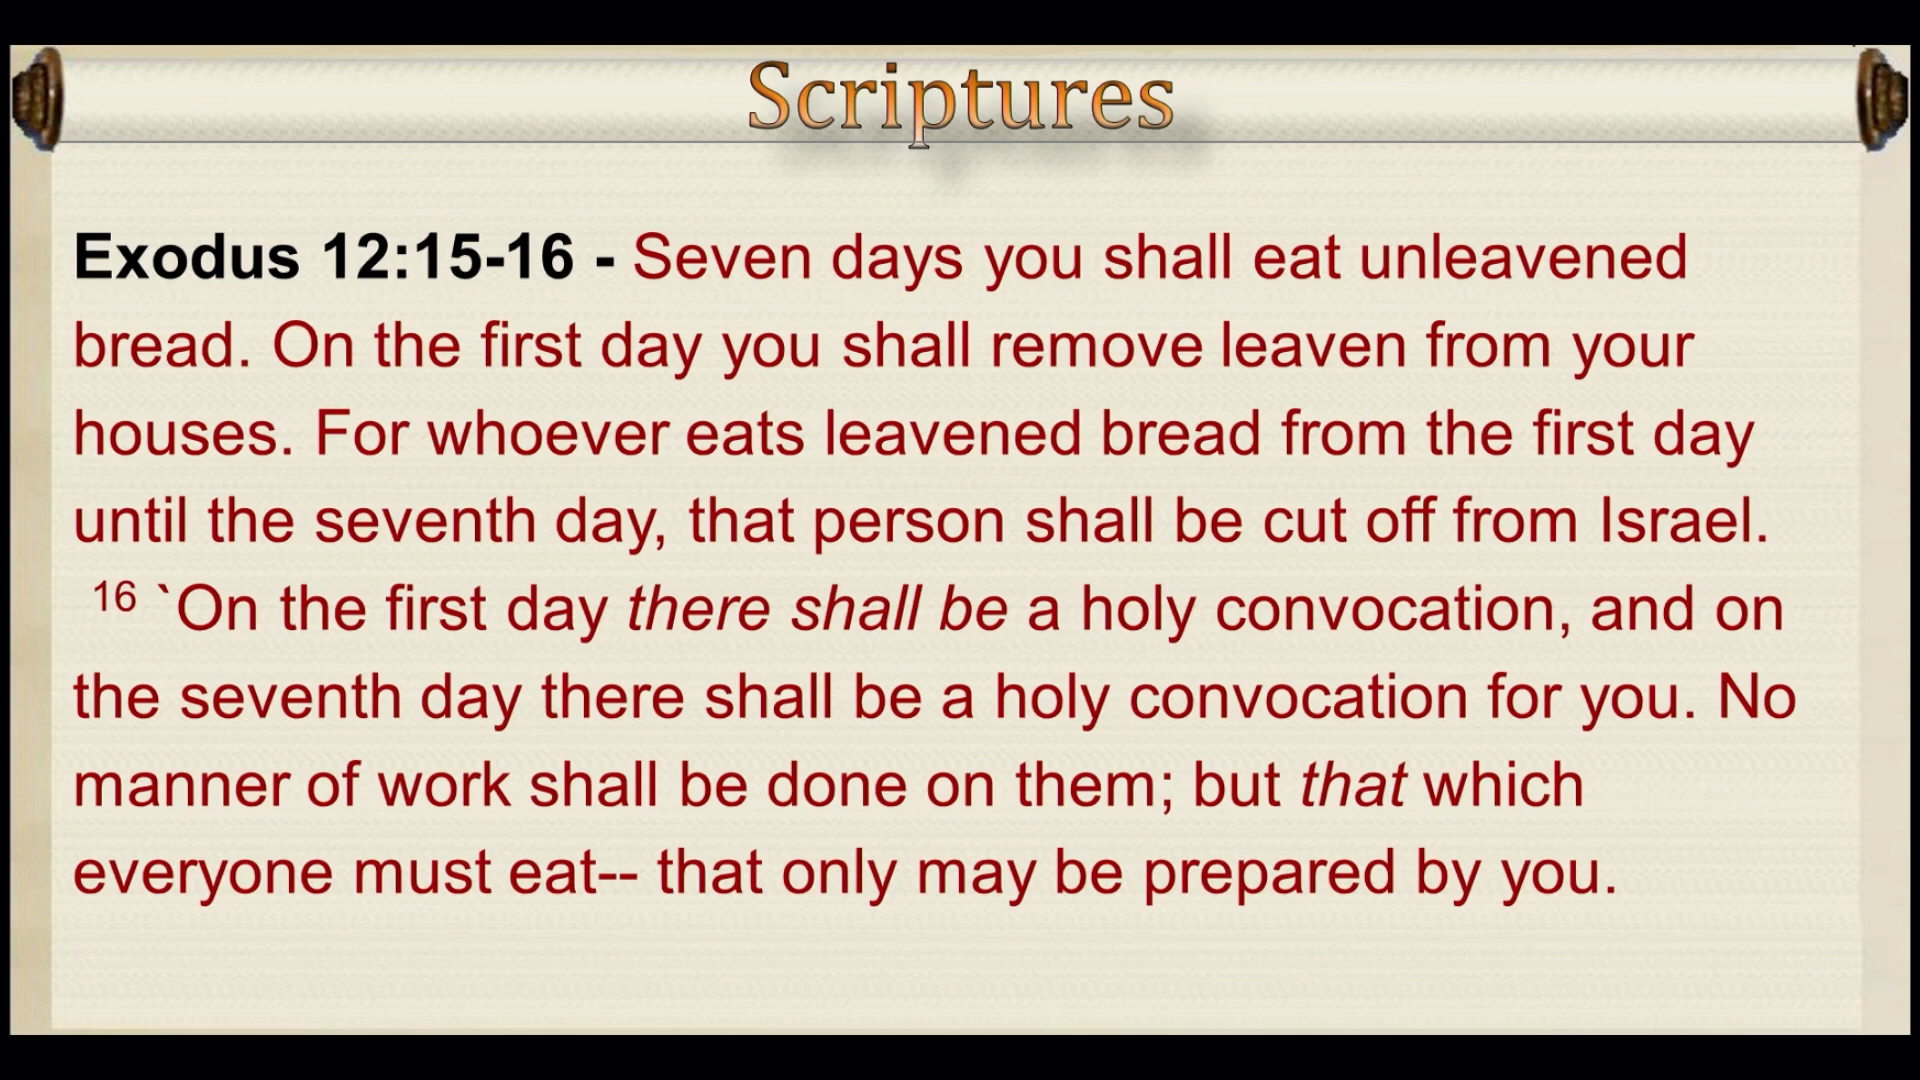 Scriptures
Exodus 12:15-16 - Seven days you shall eat unleavened
bread. On the first day you shall remove leaven from your
houses. For whoever eats leavened bread from the first day
until the seventh day, that person shall be cut off from Israel.
16 `On the first day there shall be a holy convocation, and on
the seventh day there shall be a holy convocation for you. No
manner of work shall be done on them; but that which
everyone must eat-- that only may be prepared by you.